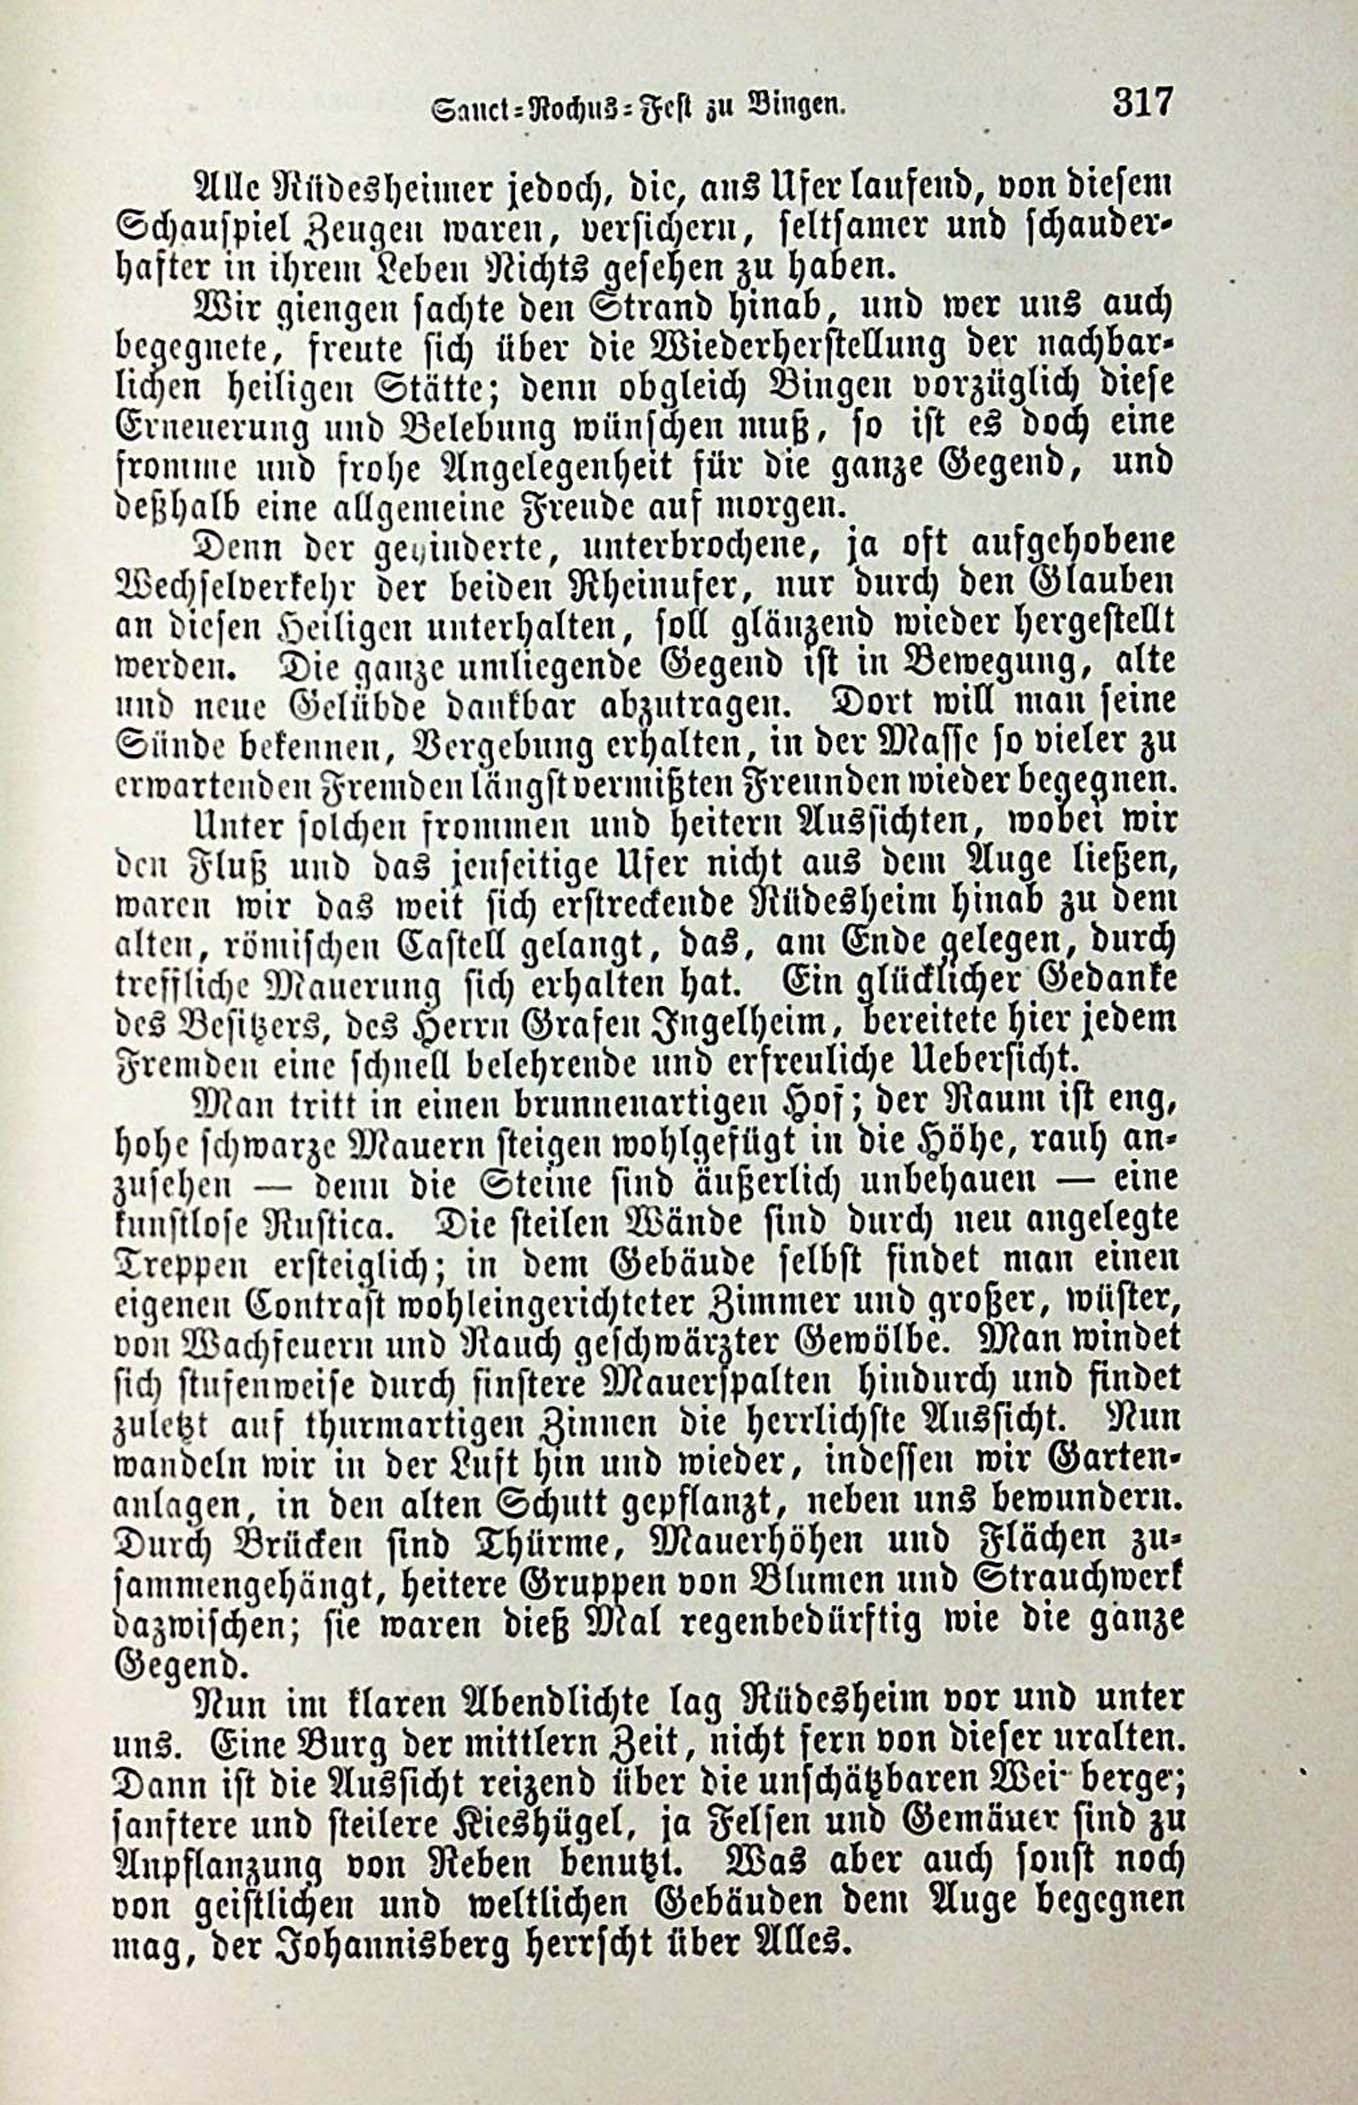 Sanct-Rochus-Fest zu Bingen. 317
Alle Rüdesheimer jedoch, die, ans Ufer laufend, von diesem
Schauspiel Zeugen waren, versichern, seltsamer und schauder-
hafter in ihrem Leben Nichts gesehen zu haben.
Wir giengen sachte den Strand hinab, und wer uns auch
begegnete, freute sich über die Wiederherstellung der nachbar-
lichen heiligen Stätte; denn obgleich Bingen vorzüglich diese
Erneuerung und Belebung wünschen muß, so ist es doch eine
fromme und frohe Angelegenheit für die ganze Gegend, und
deßhalb eine allgemeine Freude auf morgen.
Denn der gehinderte, unterbrochene, ja oft aufgehobene
Wechselverkehr der beiden Rheinufer, nur durch den Glauben
an diesen Heiligen unterhalten, soll glänzend wieder hergestellt
werden. Die ganze umliegende Gegend ist in Bewegung, alte
und neue Gelübde dankbar abzutragen. Dort will man seine
Sünde bekennen, Vergebung erhalten, in der Masse so vieler zu
erwartenden Fremden längst vermißten Freunden wieder begegnen.
Unter solchen frommen und heitern Aussichten, wobei wir
den Fluß und das jenseitige Ufer nicht aus dem Auge ließen,
waren wir das weit sich erstreckende Rüdesheim hinab zu dem
alten, römischen Castell gelangt, das, am Ende gelegen, durch
treffliche Mauerung sich erhalten hat. Ein glücklicher Gedanke
des Besitzers, des Herrn Grafen Ingelheim, bereitete hier jedem
Fremden eine schnell belehrende und erfreuliche Uebersicht.
Man tritt in einen brunnenartigen Hof; der Raum ist eng,
hohe schwarze Mauern steigen wohlgefügt in die Höhe, rauh an-
zusehen — denn die Steine sind äußerlich unbehauen — eine
kunstlose Rustica. Die steilen Wände sind durch neu angelegte
Treppen ersteiglich; in dem Gebäude selbst findet man einen
eigenen Contrast wohleingerichteter Zimmer und großer, wüster,
von Wachfeuern und Rauch geschwärzter Gewölbe. Man windet
sich stufenweise durch finstere Mauerspalten hindurch und findet
zuletzt auf thurmartigen Zinnen die herrlichste Aussicht. Nun
wandeln wir in der Luft hin und wieder, indessen wir Garten-
anlagen, in den alten Schutt gepflanzt, neben uns bewundern.
Durch Brücken sind Thürme, Mauerhöhen und Flächen zu-
sammengehängt, heitere Gruppen von Blumen und Strauchwerk
dazwischen; sie waren dieß Mal regenbedürftig wie die ganze
Gegend.
Nun im klaren Abendlichte lag Rüdesheim vor und unter
uns. Eine Burg der mittlern Zeit, nicht fern von dieser uralten.
Dann ist die Aussicht reizend über die unschätzbaren Weinberge;
sanftere und steilere Kieshügel, ja Felsen und Gemäuer sind zu
Anpflanzung von Reben benutzt. Was aber auch sonst noch
von geistlichen und weltlichen Gebäuden dem Auge begegnen
mag, der Johannisberg herrscht über Alles.